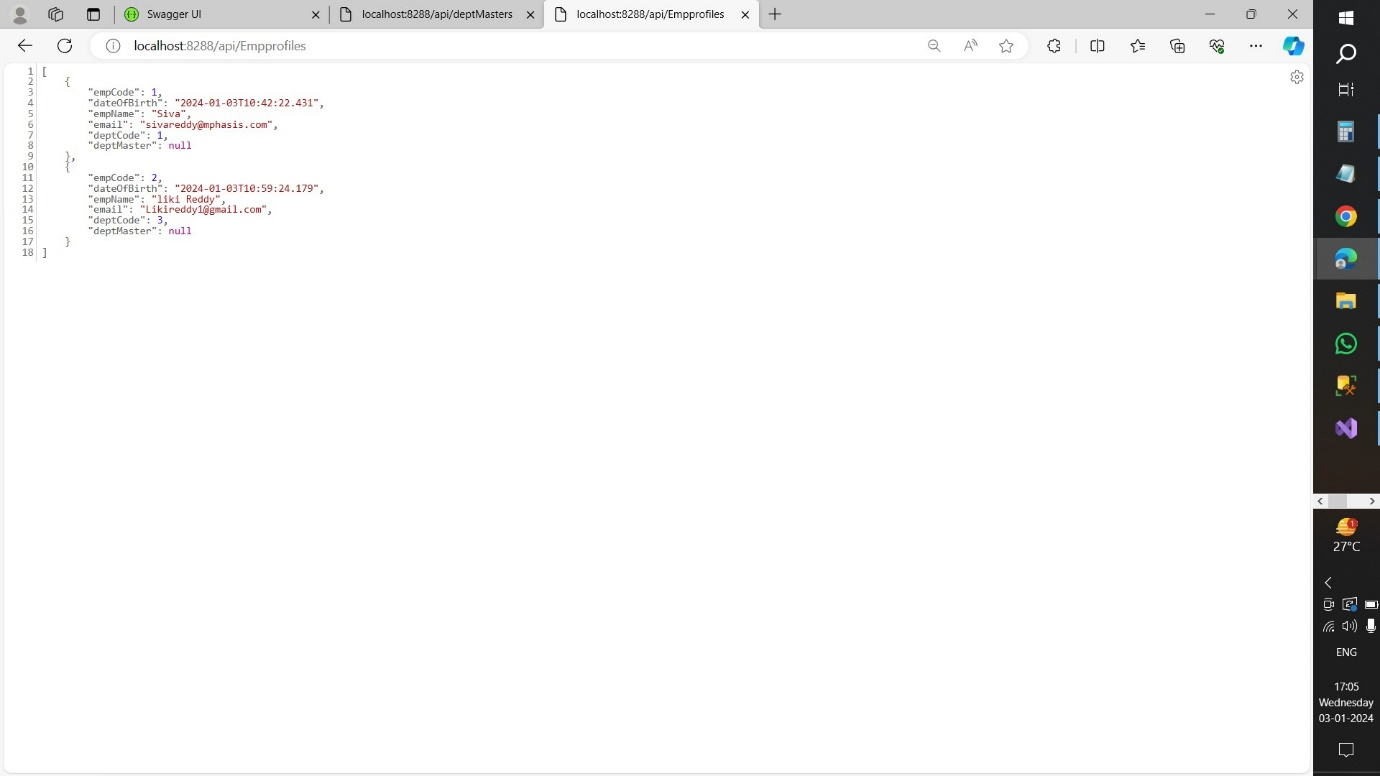 Swagger UI
localhost:8288/api/deptMasters
localhost:8288/api/Empprofiles
localhost:8288/api/Empprofiles
1 [
2 {
3 "empCode": 1,
4 "dateOfBirth": "2024-01-03T10:42:22.431",
5 "empName": "Siva",
6 "email": "sivareddy@mphasis.com",
7 "deptCode": 1,
8 "deptMaster": null
9 },
10 {
11 "empCode": 2,
12 "dateOfBirth": "2024-01-03T10:59:24.179",
13 "empName": "liki Reddy",
14 "email": "Likireddy1@gmail.com",
15 "deptCode": 3,
16 "deptMaster": null
17 }
18 ]
1
27°C
ENG
17:05
Wednesday
03-01-2024